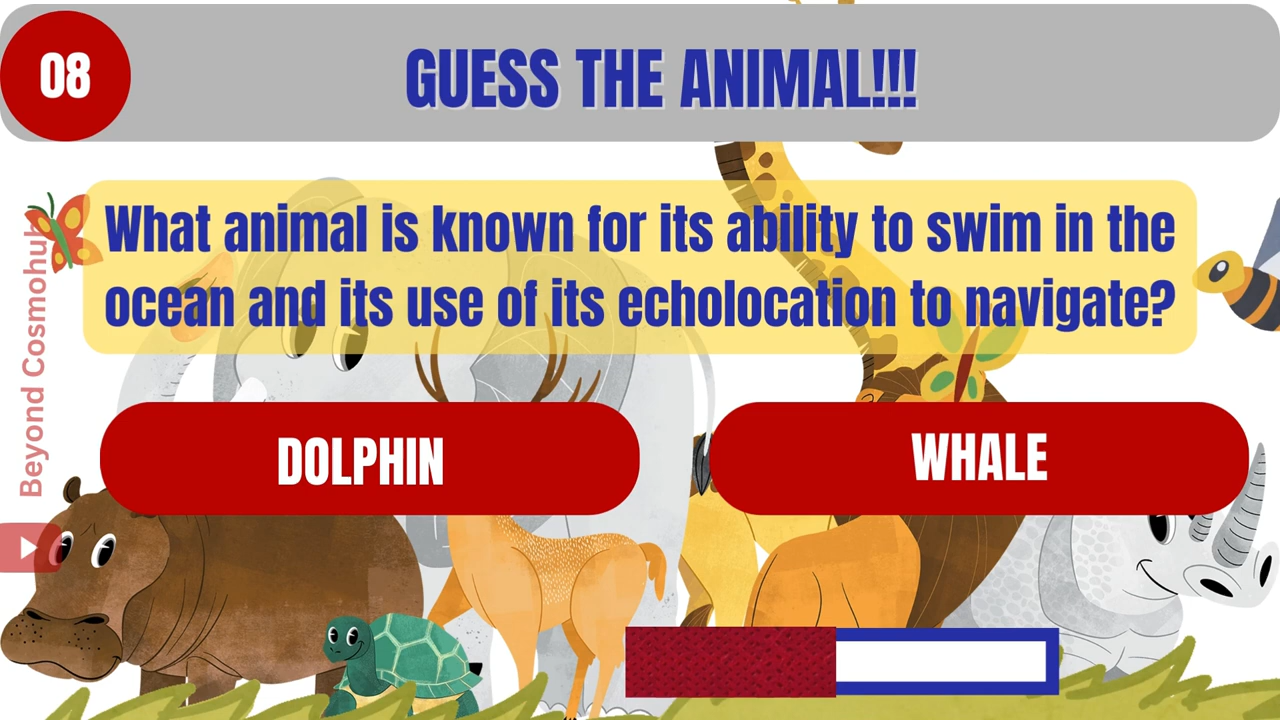 08
GUESS THE ANIMAL!!!
What animal is known for its ability to swim in the
ocean and its use of its echolocation to navigate?
Beyond Cosmohub
DOLPHIN
WHALE